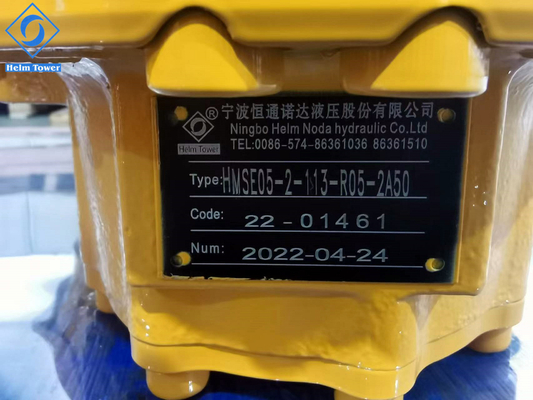 Helm Tower
宁波恒通诺达液压股份有限公司
Ningbo Helm Noda hydraulic Co.Ltd
TEL:0086-574-86361036 86361510
Helm Tower
Type: HMSE05-2-113-R05-2A50
Code: 22-01461
Num: 2022-04-24